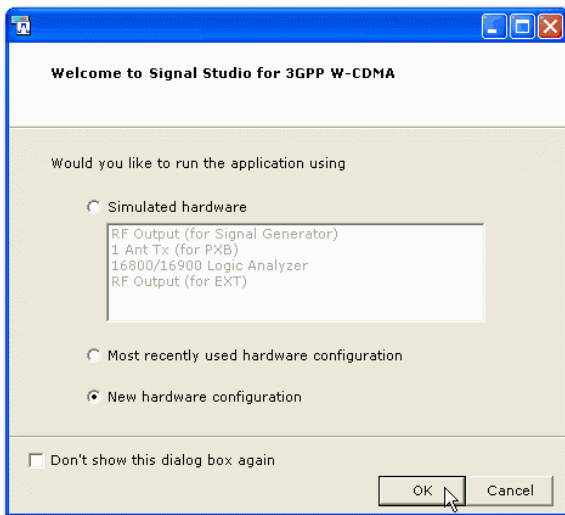 Welcome to Signal Studio for 3GPP W-CDMA
Would you like to run the application using
Simulated hardware
RF Output (for Signal Generator)
1 Ant Tx (for PXB)
16800/16900 Logic Analyzer
RF Output (for EXT)
Most recently used hardware configuration
New hardware configuration
Don't show this dialog box again
OK
Cancel